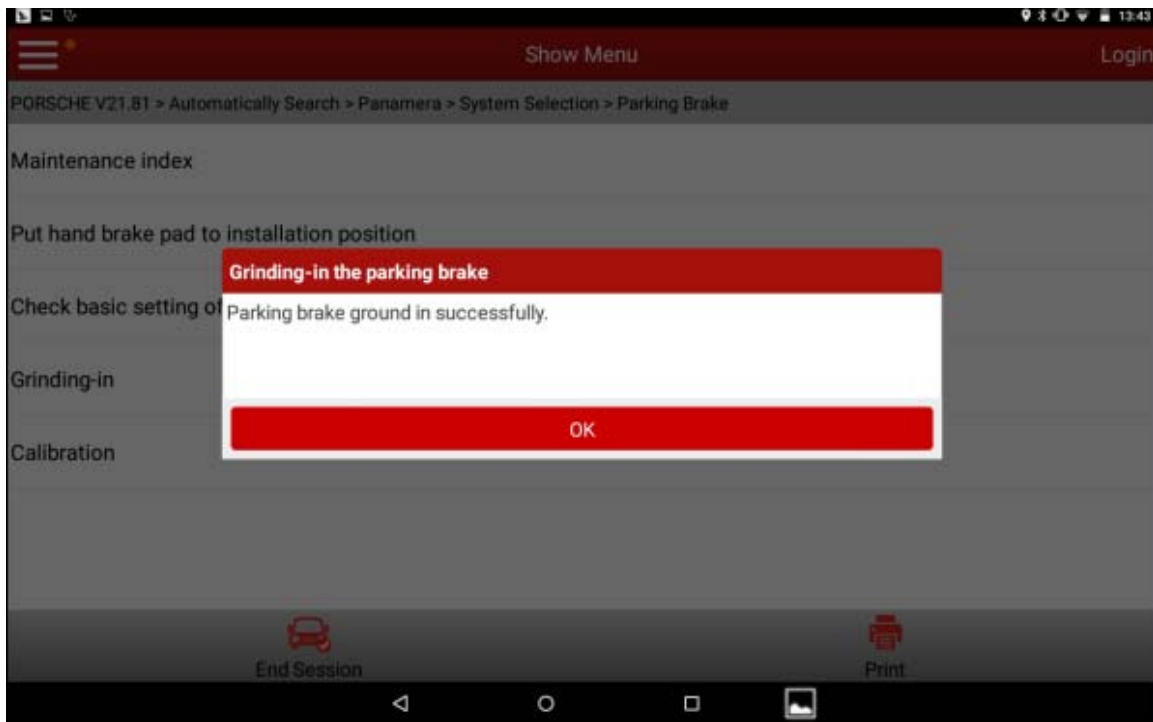 13:43
Show Menu
Login
PORSCHE V21.81 > Automatically Search > Panamera > System Selection > Parking Brake
Maintenance index
Put hand brake pad to installation position
Grinding-in the parking brake
Check basic setting of
Parking brake ground in successfully.
Grinding-in
OK
Calibration
End Session
Print